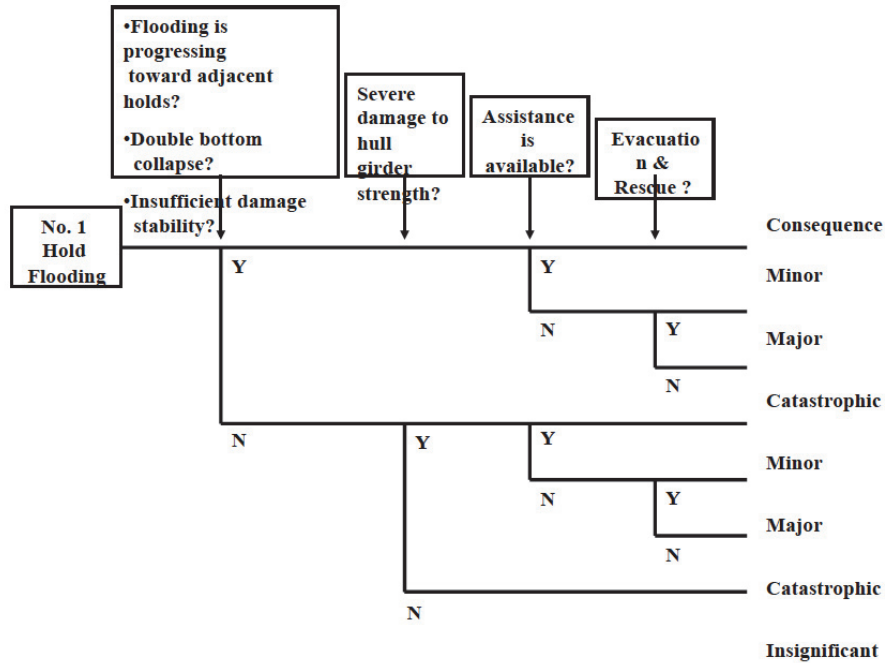 •Flooding is
progressing
toward adjacent
holds?
•Double bottom
collapse?
•Insufficient damage
stability?
Severe
damage to
hull
girder
strength?
Assistance
is
available?
Evacuatio
n &
Rescue ?
No. 1
Hold
Flooding
Consequence
Y
Y
Minor
N
Y
Major
N
Catastrophic
N
Y
Y
Minor
N
Y
Major
N
Catastrophic
N
Insignificant